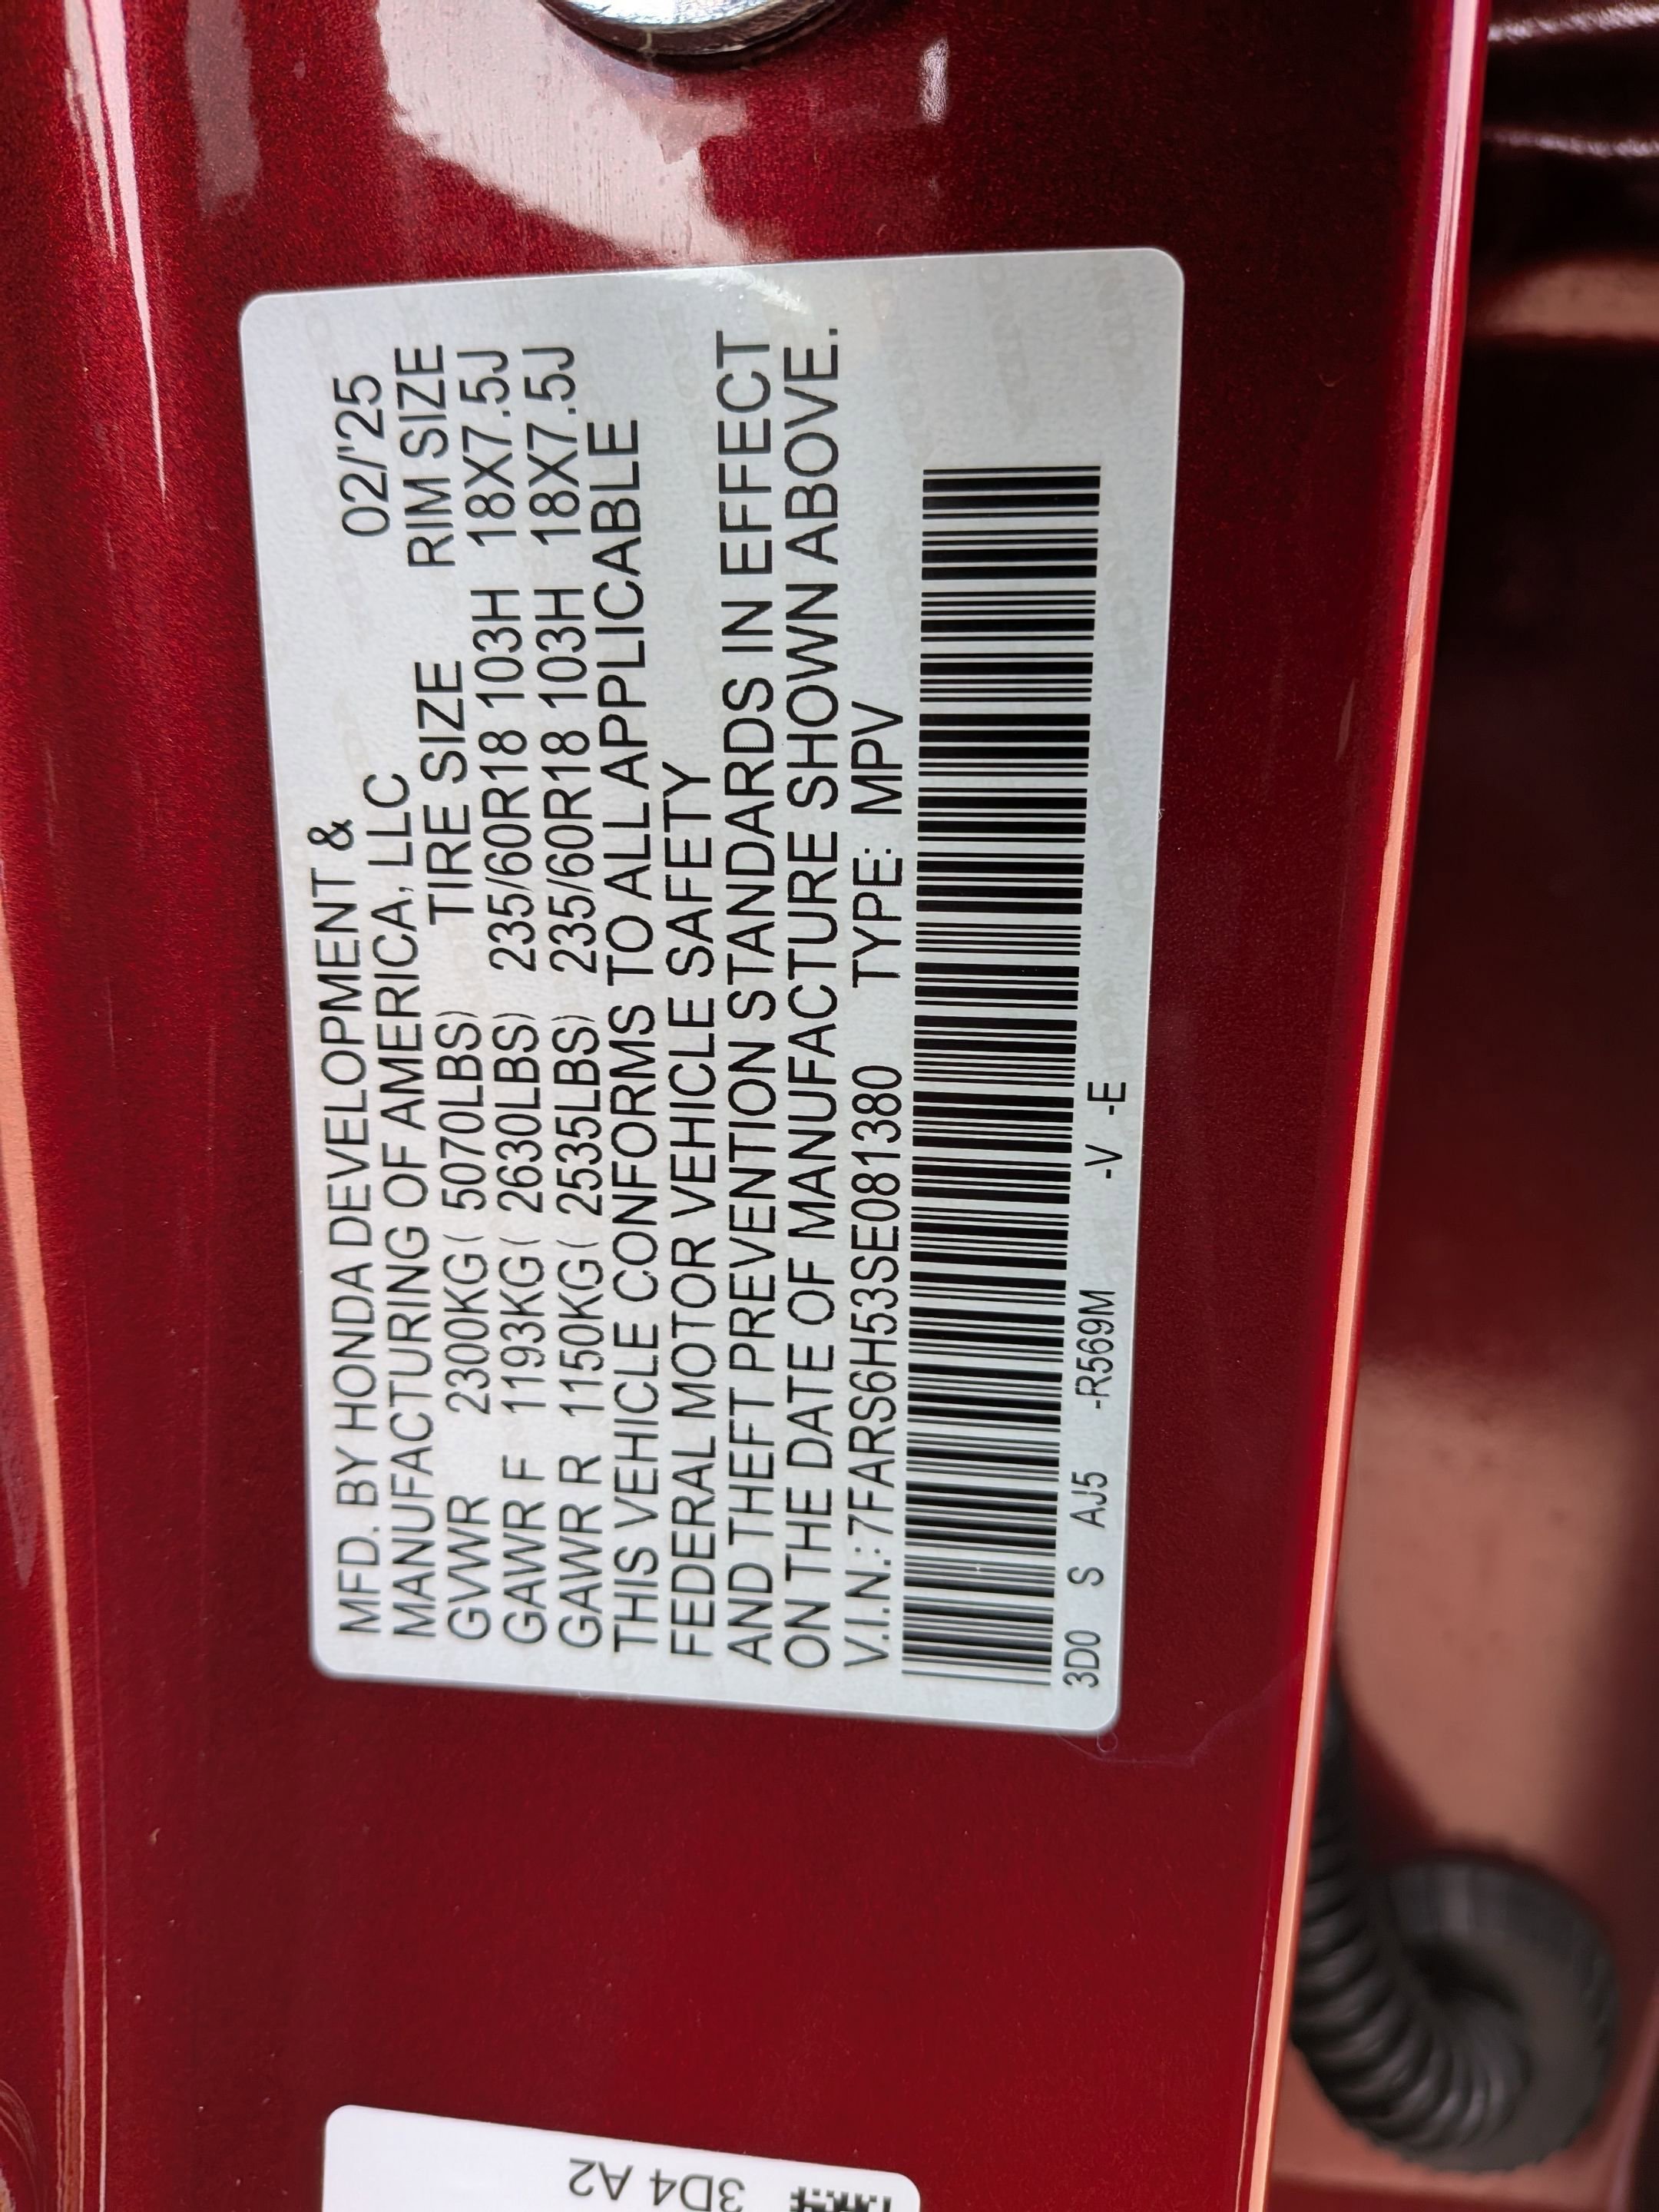 MFD. BY HONDA DEVELOPMENT &
MANUFACTURING OF AMERICA, LLC 02/'25
TIRE SIZE RIM SIZE
GVWR 2300KG ( 5070LBS)
GAWR F 1193KG ( 2630LBS) 235/60R18 103H 18X7.5J
GAWR R 1150KG ( 2535LBS) 235/60R18 103H 18X7.5J
THIS VEHICLE CONFORMS TO ALL APPLICABLE
FEDERAL MOTOR VEHICLE SAFETY
AND THEFT PREVENTION STANDARDS IN EFFECT
ON THE DATE OF MANUFACTURE SHOWN ABOVE.
V.I.N.:7FARS6H53SE081380 TYPE: MPV
3D0 S AJ5 -R569M -V -E
3D4 A2